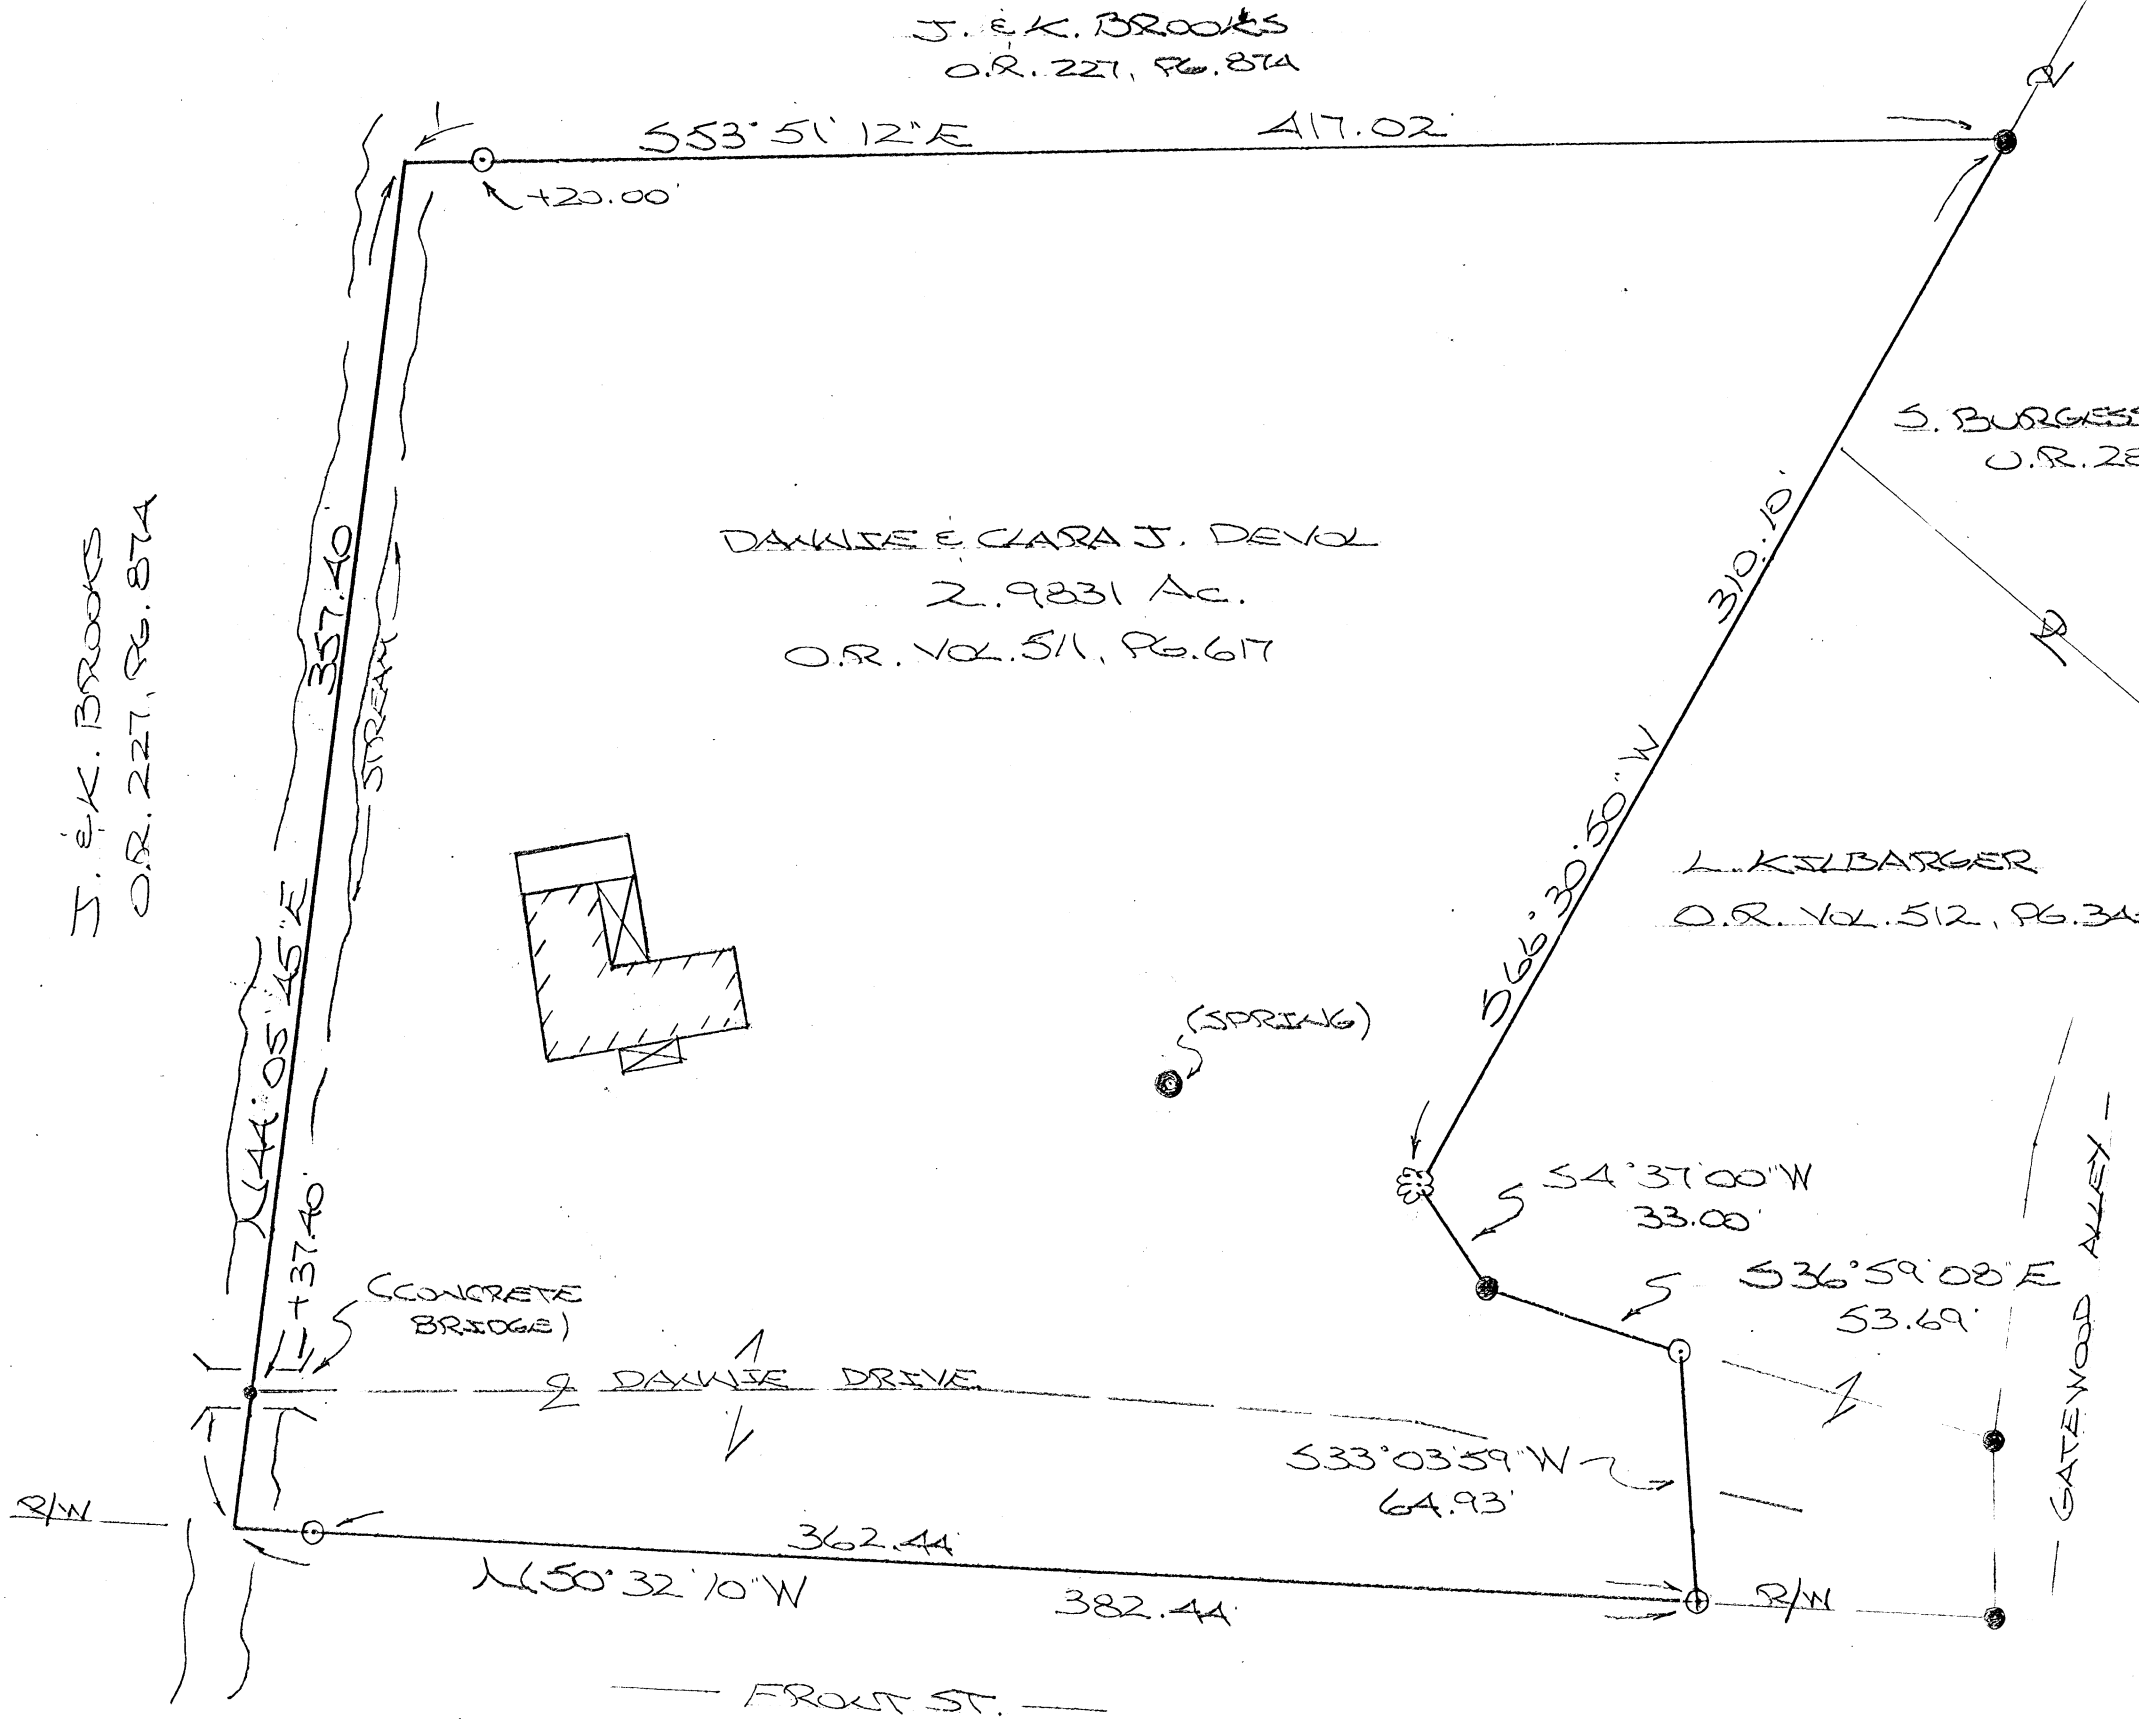 J. & K. BROOKS
O.R. 227, PG. 874
S53°51'12"E 417.02'
+20.00'
S. BURGESS
O.R. 28
J. & K. BROOKS
O.R. 227, PG. 874
357.40'
STREAM
N44°05'45"E
+37.40'
DANNIE & CLARA J. DEVOL
2.9831 Ac.
O.R. VOL. 511, PG. 617
310.10'
S66°30'50"W
L. KILBARGER
O.R. VOL. 512, PG. 34
(SPRING)
S4°37'00"W
33.00'
S36°59'08"E
53.69'
(CONCRETE
BRIDGE)
DANNIE DRIVE
S33°03'59"W
64.93'
GATEWOOD ALLEY
R/W
362.44'
N50°32'10"W 382.44'
R/W
FRONT ST.